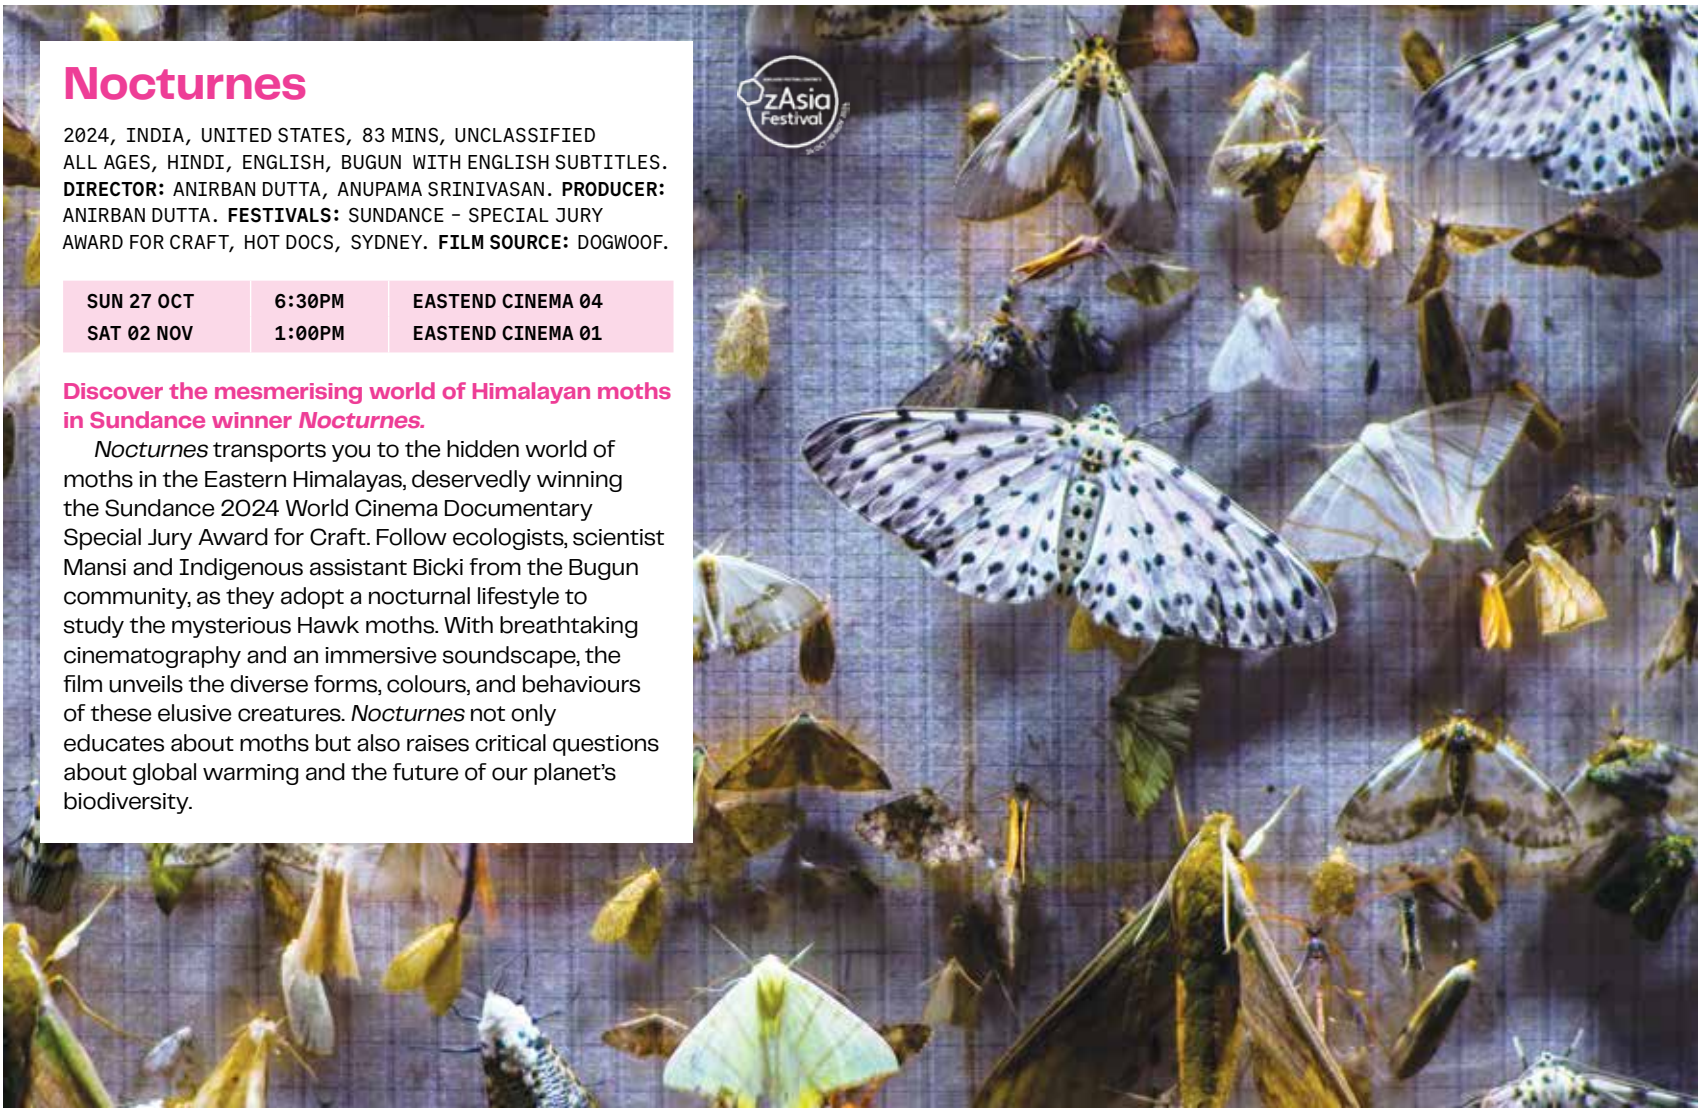 Nocturnes
2024, INDIA, UNITED STATES, 83 MINS, UNCLASSIFIED
ALL AGES, HINDI, ENGLISH, BUGUN WITH ENGLISH SUBTITLES.
DIRECTOR: ANIRBAN DUTTA, ANUPAMA SRINIVASAN. PRODUCER:
ANIRBAN DUTTA. FESTIVALS: SUNDANCE - SPECIAL JURY
AWARD FOR CRAFT, HOT DOCS, SYDNEY. FILM SOURCE: DOGWOOF.
SUN 27 OCT 6:30PM EASTEND CINEMA 04
SAT 02 NOV 1:00PM EASTEND CINEMA 01
Discover the mesmerising world of Himalayan moths
in Sundance winner Nocturnes.
Nocturnes transports you to the hidden world of
moths in the Eastern Himalayas, deservedly winning
the Sundance 2024 World Cinema Documentary
Special Jury Award for Craft. Follow ecologists, scientist
Mansi and Indigenous assistant Bicki from the Bugun
community, as they adopt a nocturnal lifestyle to
study the mysterious Hawk moths. With breathtaking
cinematography and an immersive soundscape, the
film unveils the diverse forms, colours, and behaviours
of these elusive creatures. Nocturnes not only
educates about moths but also raises critical questions
about global warming and the future of our planet's
biodiversity.
OzAsia
Festival